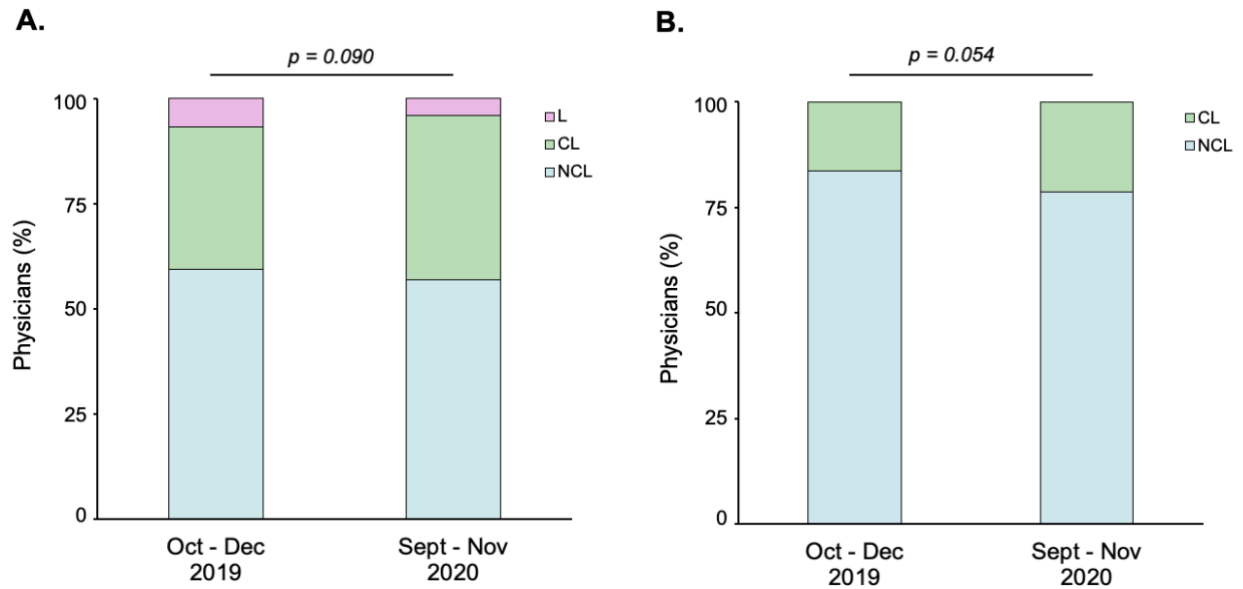 A.
p = 0.090
100
75
50
25
0
Physicians (%)
L
CL
NCL
Oct - Dec
2019
Sept - Nov
2020
B.
p = 0.054
100
75
50
25
0
Physicians (%)
CL
NCL
Oct - Dec
2019
Sept - Nov
2020